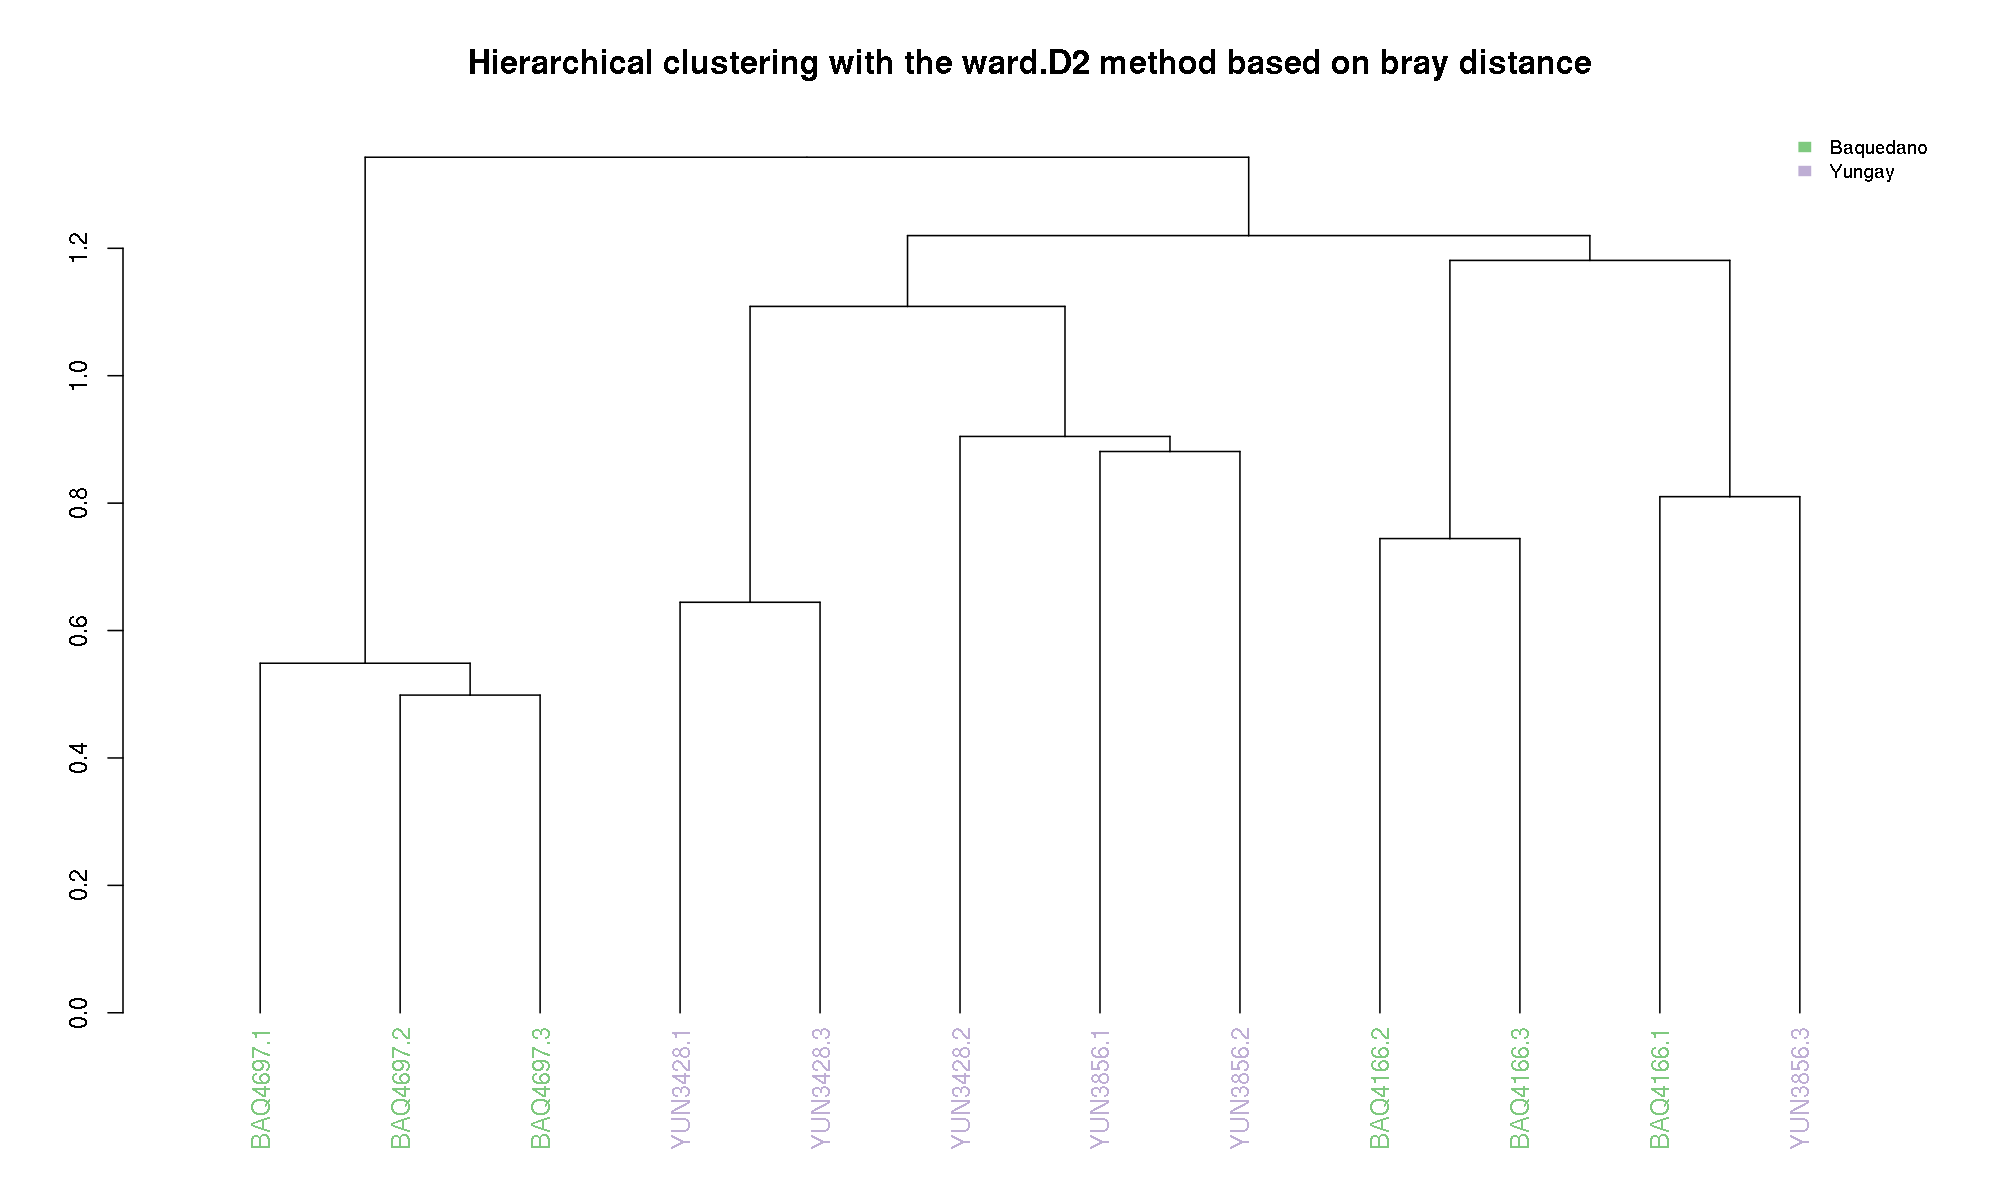 Hierarchical clustering with the ward.D2 method based on bray distance
Baquedano
Yungay
1.2
1.0
0.8
0.6
0.4
0.2
0.0
BAQ4697.1
BAQ4697.2
BAQ4697.3
YUN3428.1
YUN3428.3
YUN3428.2
YUN3856.1
YUN3856.2
BAQ4166.2
BAQ4166.3
BAQ4166.1
YUN3856.3